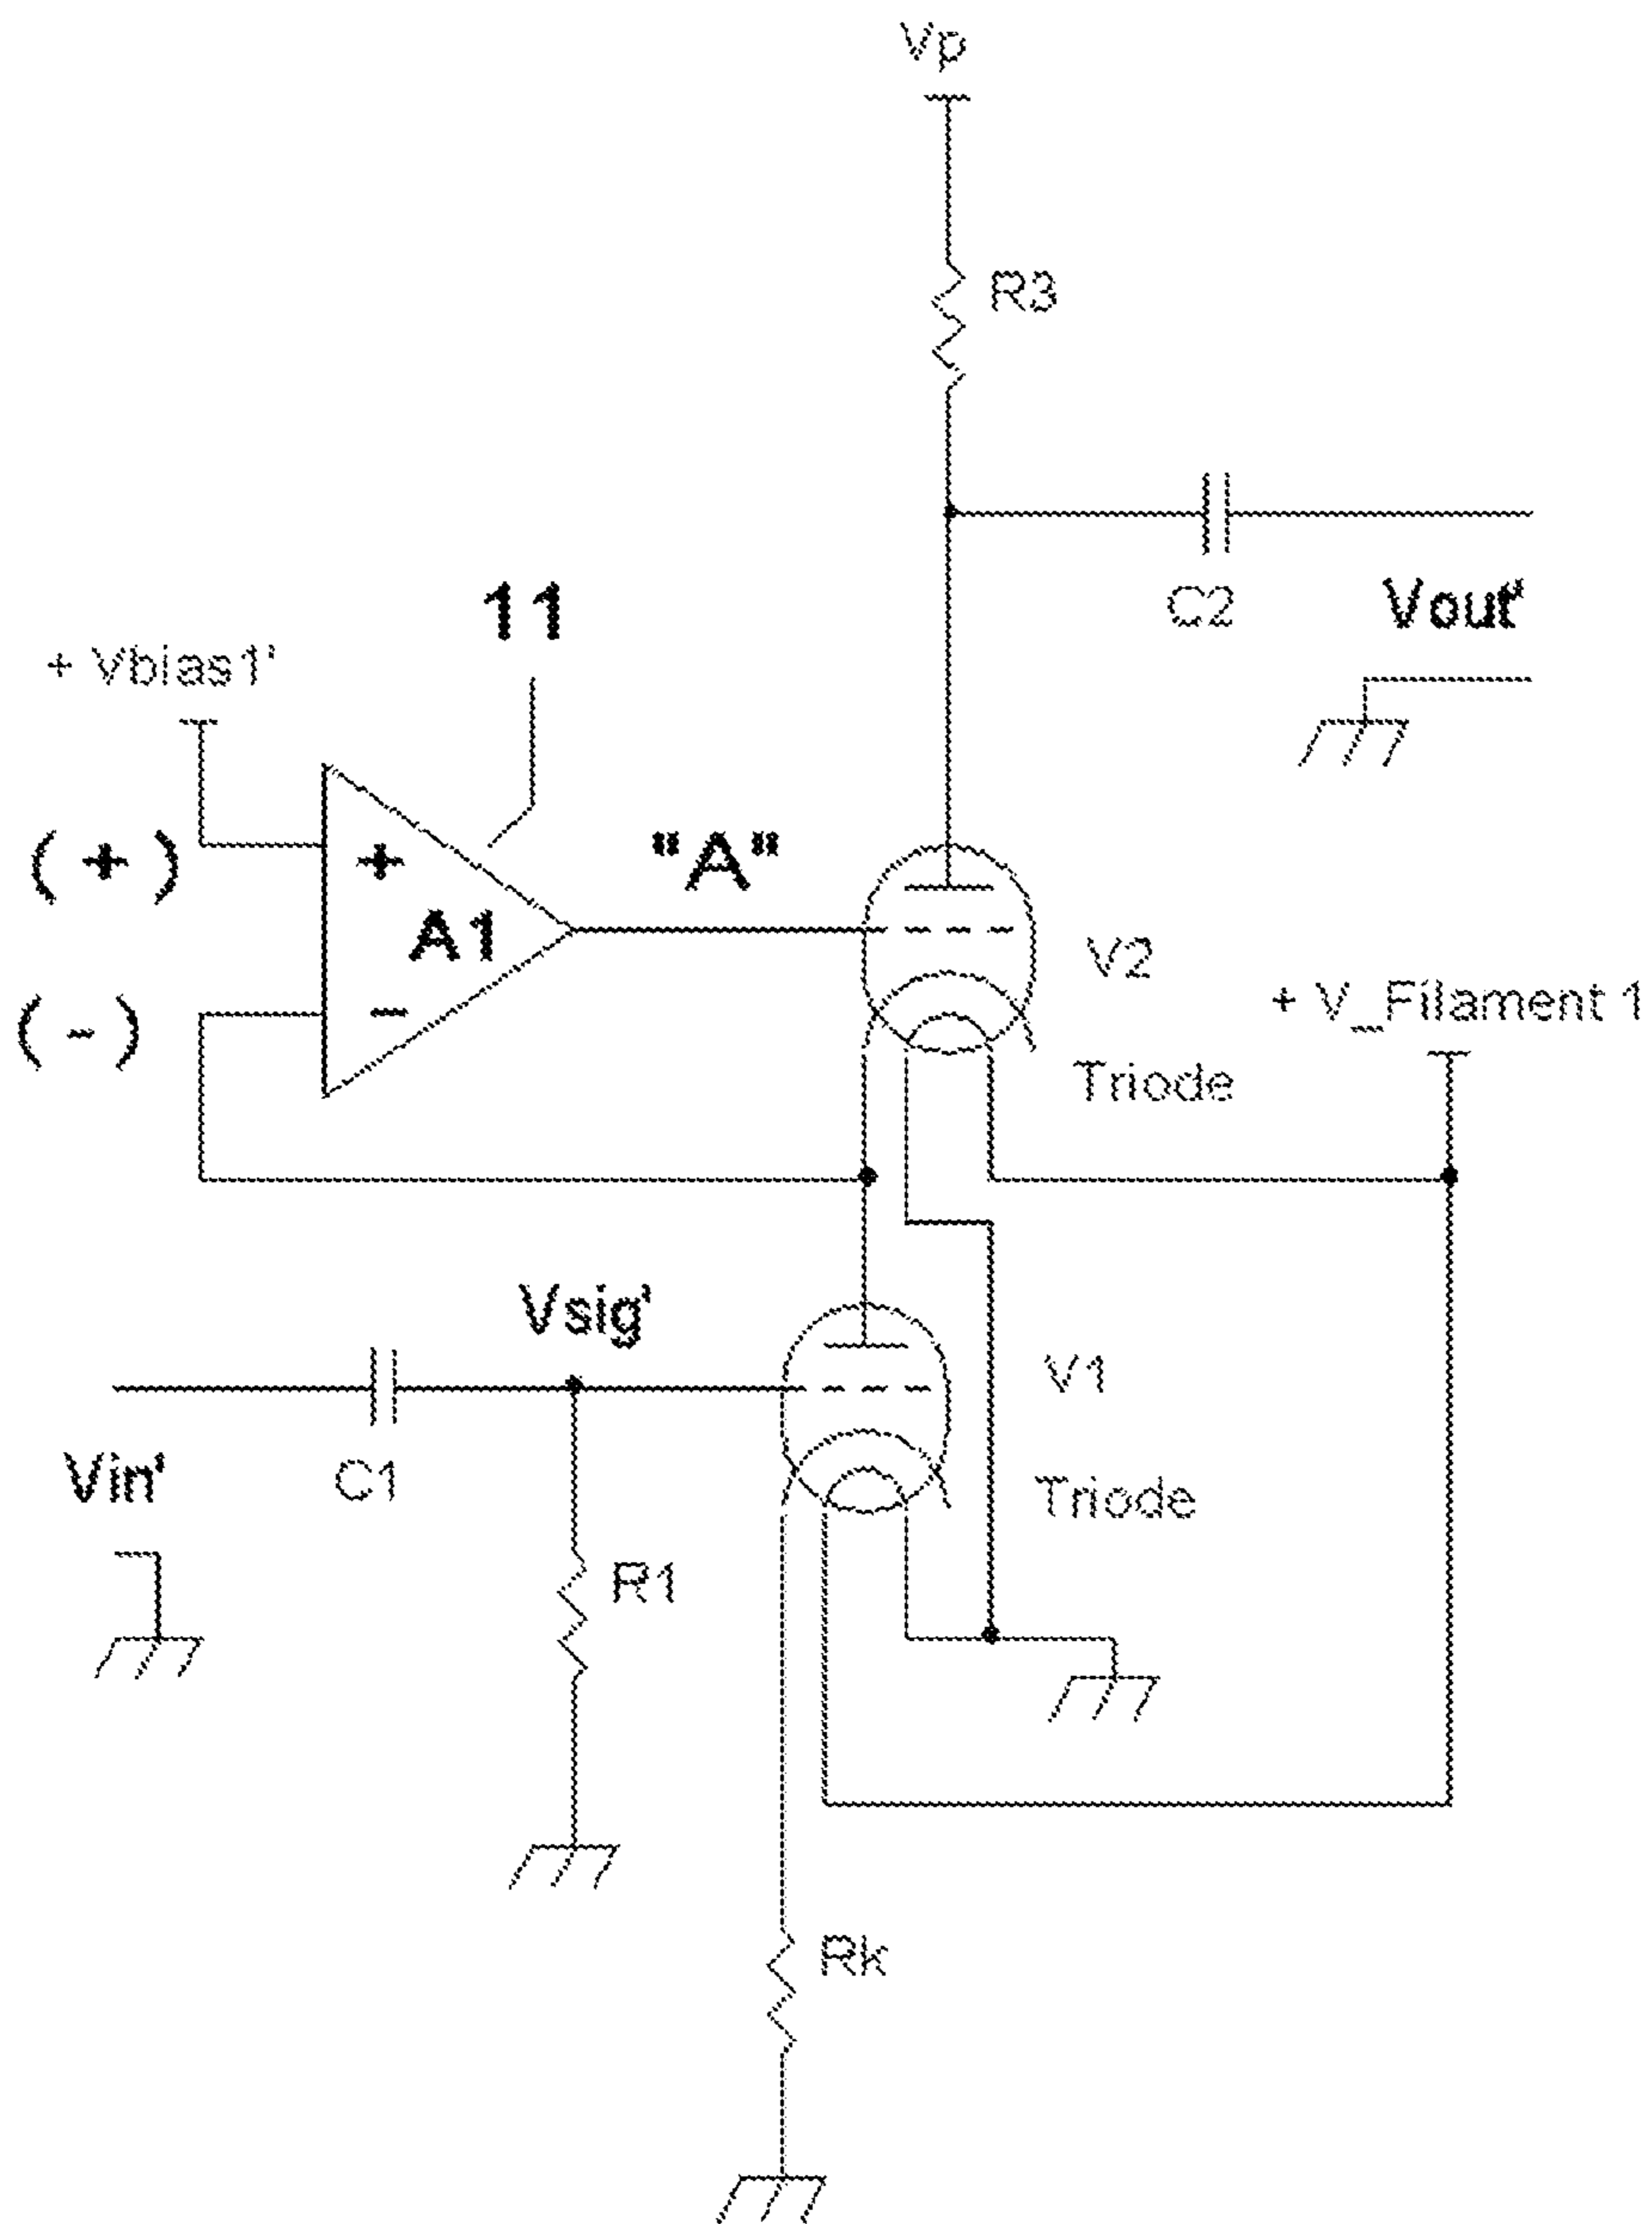 Vp
R3
C2
Vout'
11
+ Vbias1'
(+)
+
"A"
A1
V2
(-)
-
+ V_Filament 1
Triode
Vsig'
V1
Vin'
C1
Triode
R1
Rk